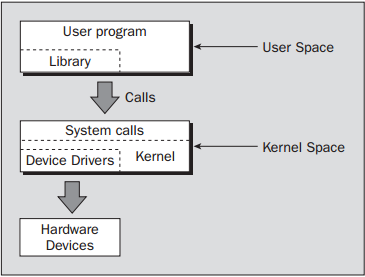 User program
Library
User Space
Calls
System calls
Device Drivers
Kernel
Kernel Space
Hardware
Devices